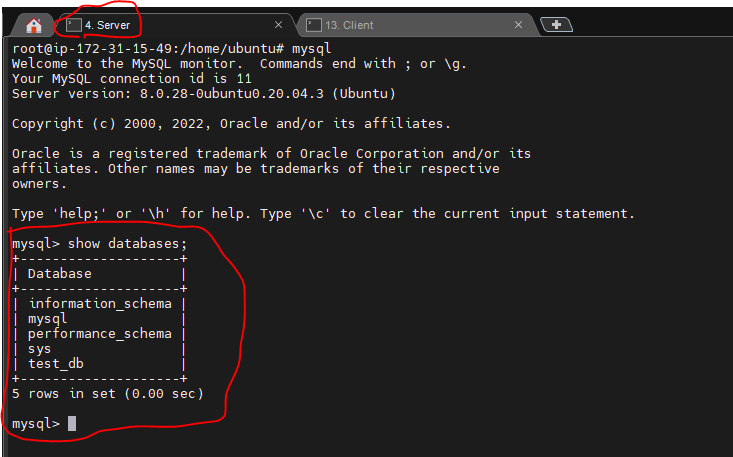 4. Server
13. Client
root@ip-172-31-15-49:/home/ubuntu# mysql
Welcome to the MySQL monitor.  Commands end with ; or \g.
Your MySQL connection id is 11
Server version: 8.0.28-0ubuntu0.20.04.3 (Ubuntu)
Copyright (c) 2000, 2022, Oracle and/or its affiliates.
Oracle is a registered trademark of Oracle Corporation and/or its
affiliates. Other names may be trademarks of their respective
owners.
Type 'help;' or '\h' for help. Type '\c' to clear the current input statement.
mysql> show databases;
+--------------------+
| Database           |
+--------------------+
| information_schema |
| mysql              |
| performance_schema |
| sys                |
| test_db            |
+--------------------+
5 rows in set (0.00 sec)
mysql>